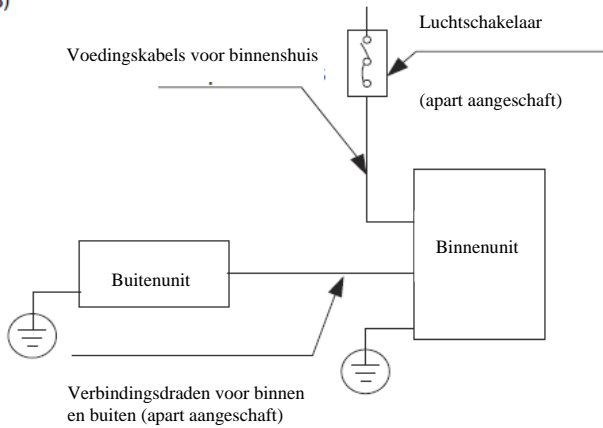 Luchtschakelaar
Voedingskabels voor binnenshuis
(apart aangeschaft)
Binnenunit
Buitenunit
Verbindingsdraden voor binnen
en buiten (apart aangeschaft)